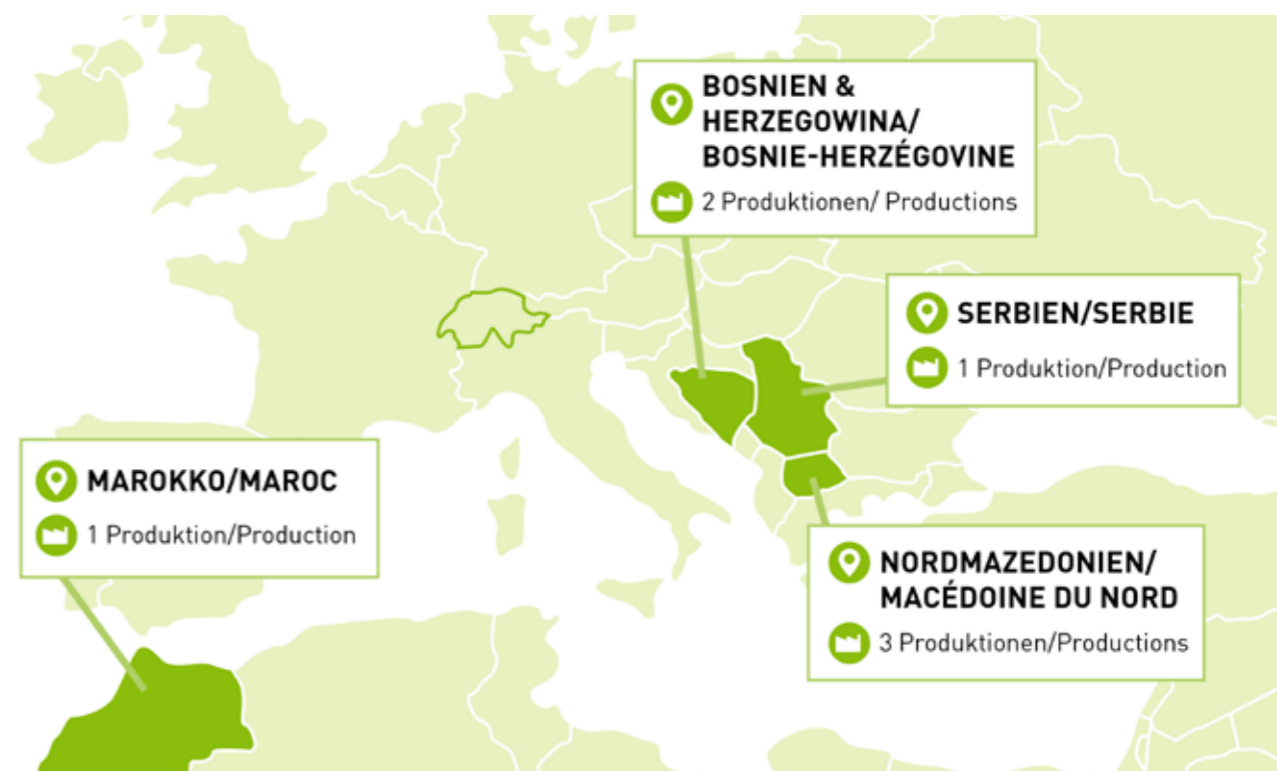 BOSNIEN &
HERZEGOWINA/
BOSNIE-HERZÉGOVINE
2 Produktionen/ Productions
SERBIEN/SERBIE
1 Produktion/Production
MAROKKO/MAROC
1 Produktion/Production
NORDMAZEDONIEN/
MACÉDOINE DU NORD
3 Produktionen/Productions